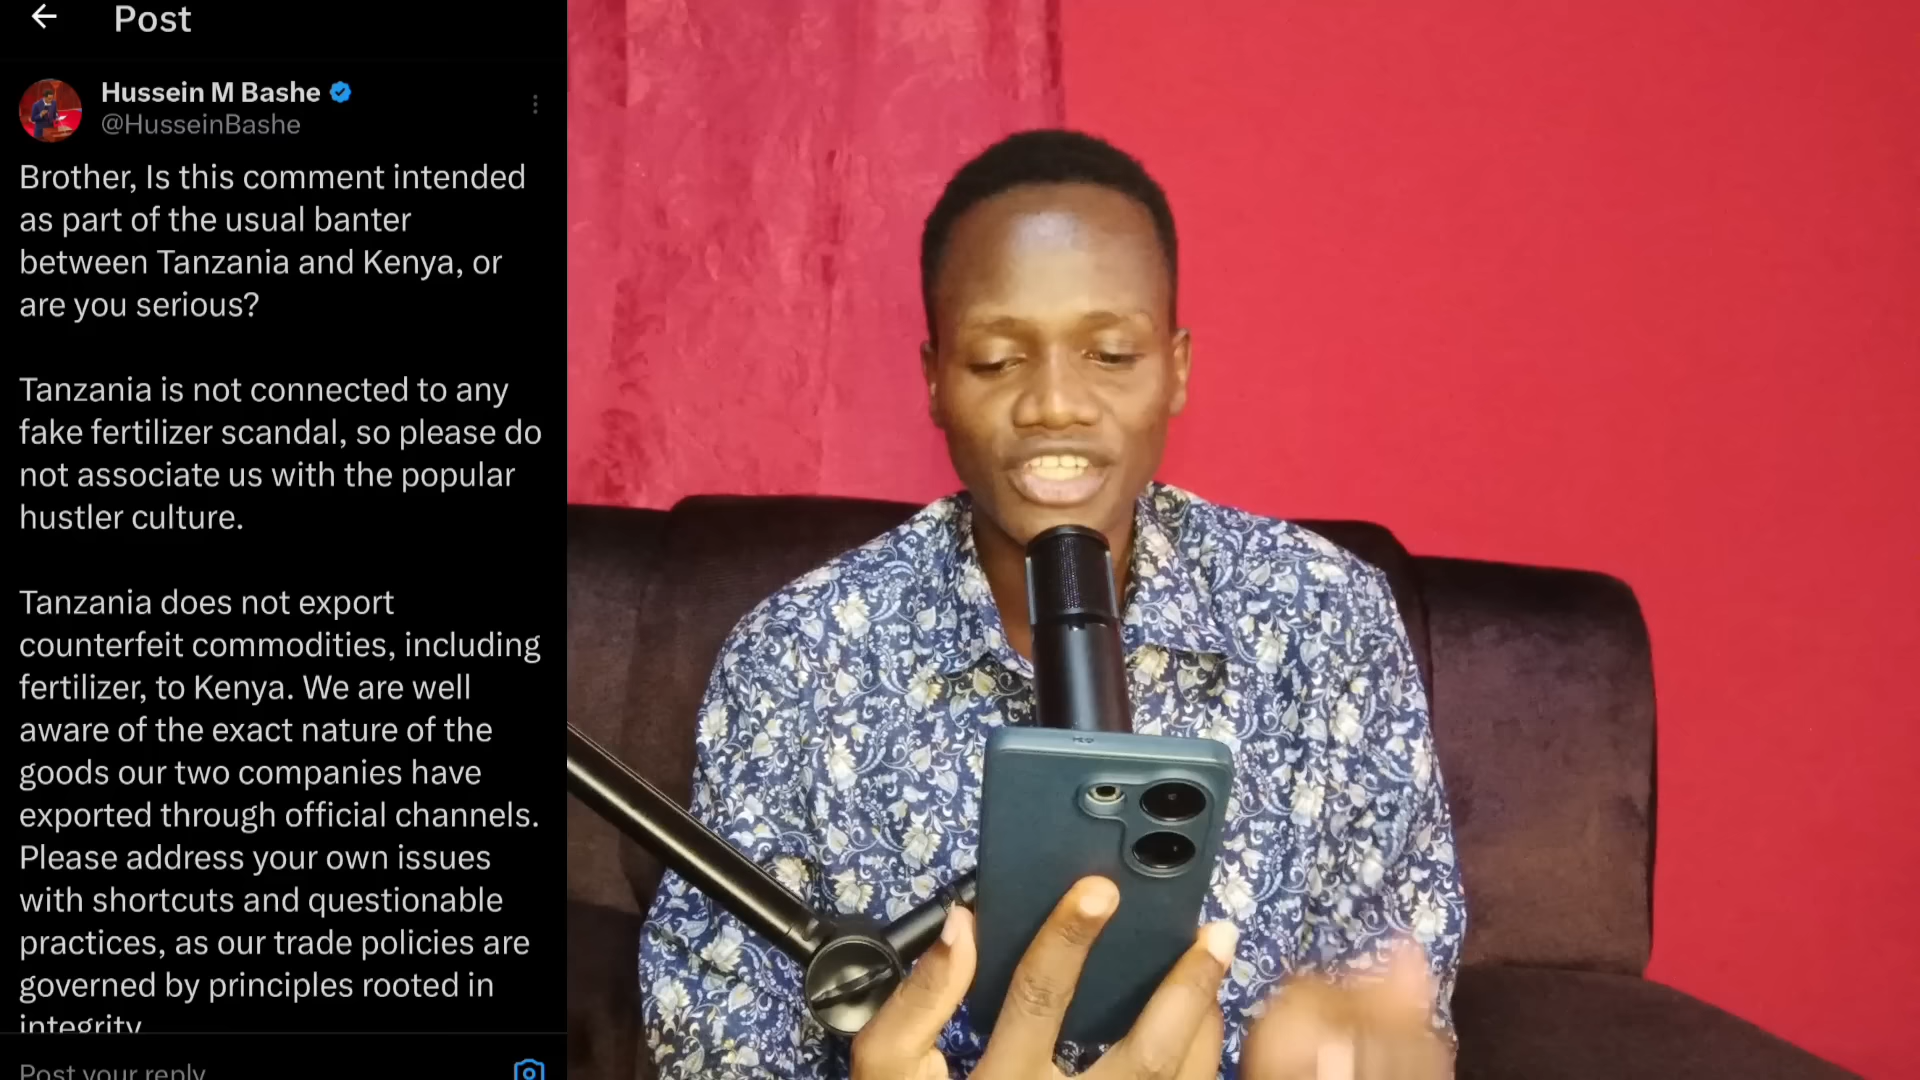 Post
Hussein M Bashe
@HusseinBashe
Brother, Is this comment intended
as part of the usual banter
between Tanzania and Kenya, or
are you serious?
Tanzania is not connected to any
fake fertilizer scandal, so please do
not associate us with the popular
hustler culture.
Tanzania does not export
counterfeit commodities, including
fertilizer, to Kenya. We are well
aware of the exact nature of the
goods our two companies have
exported through official channels.
Please address your own issues
with shortcuts and questionable
practices, as our trade policies are
governed by principles rooted in
integrity
Post your reply